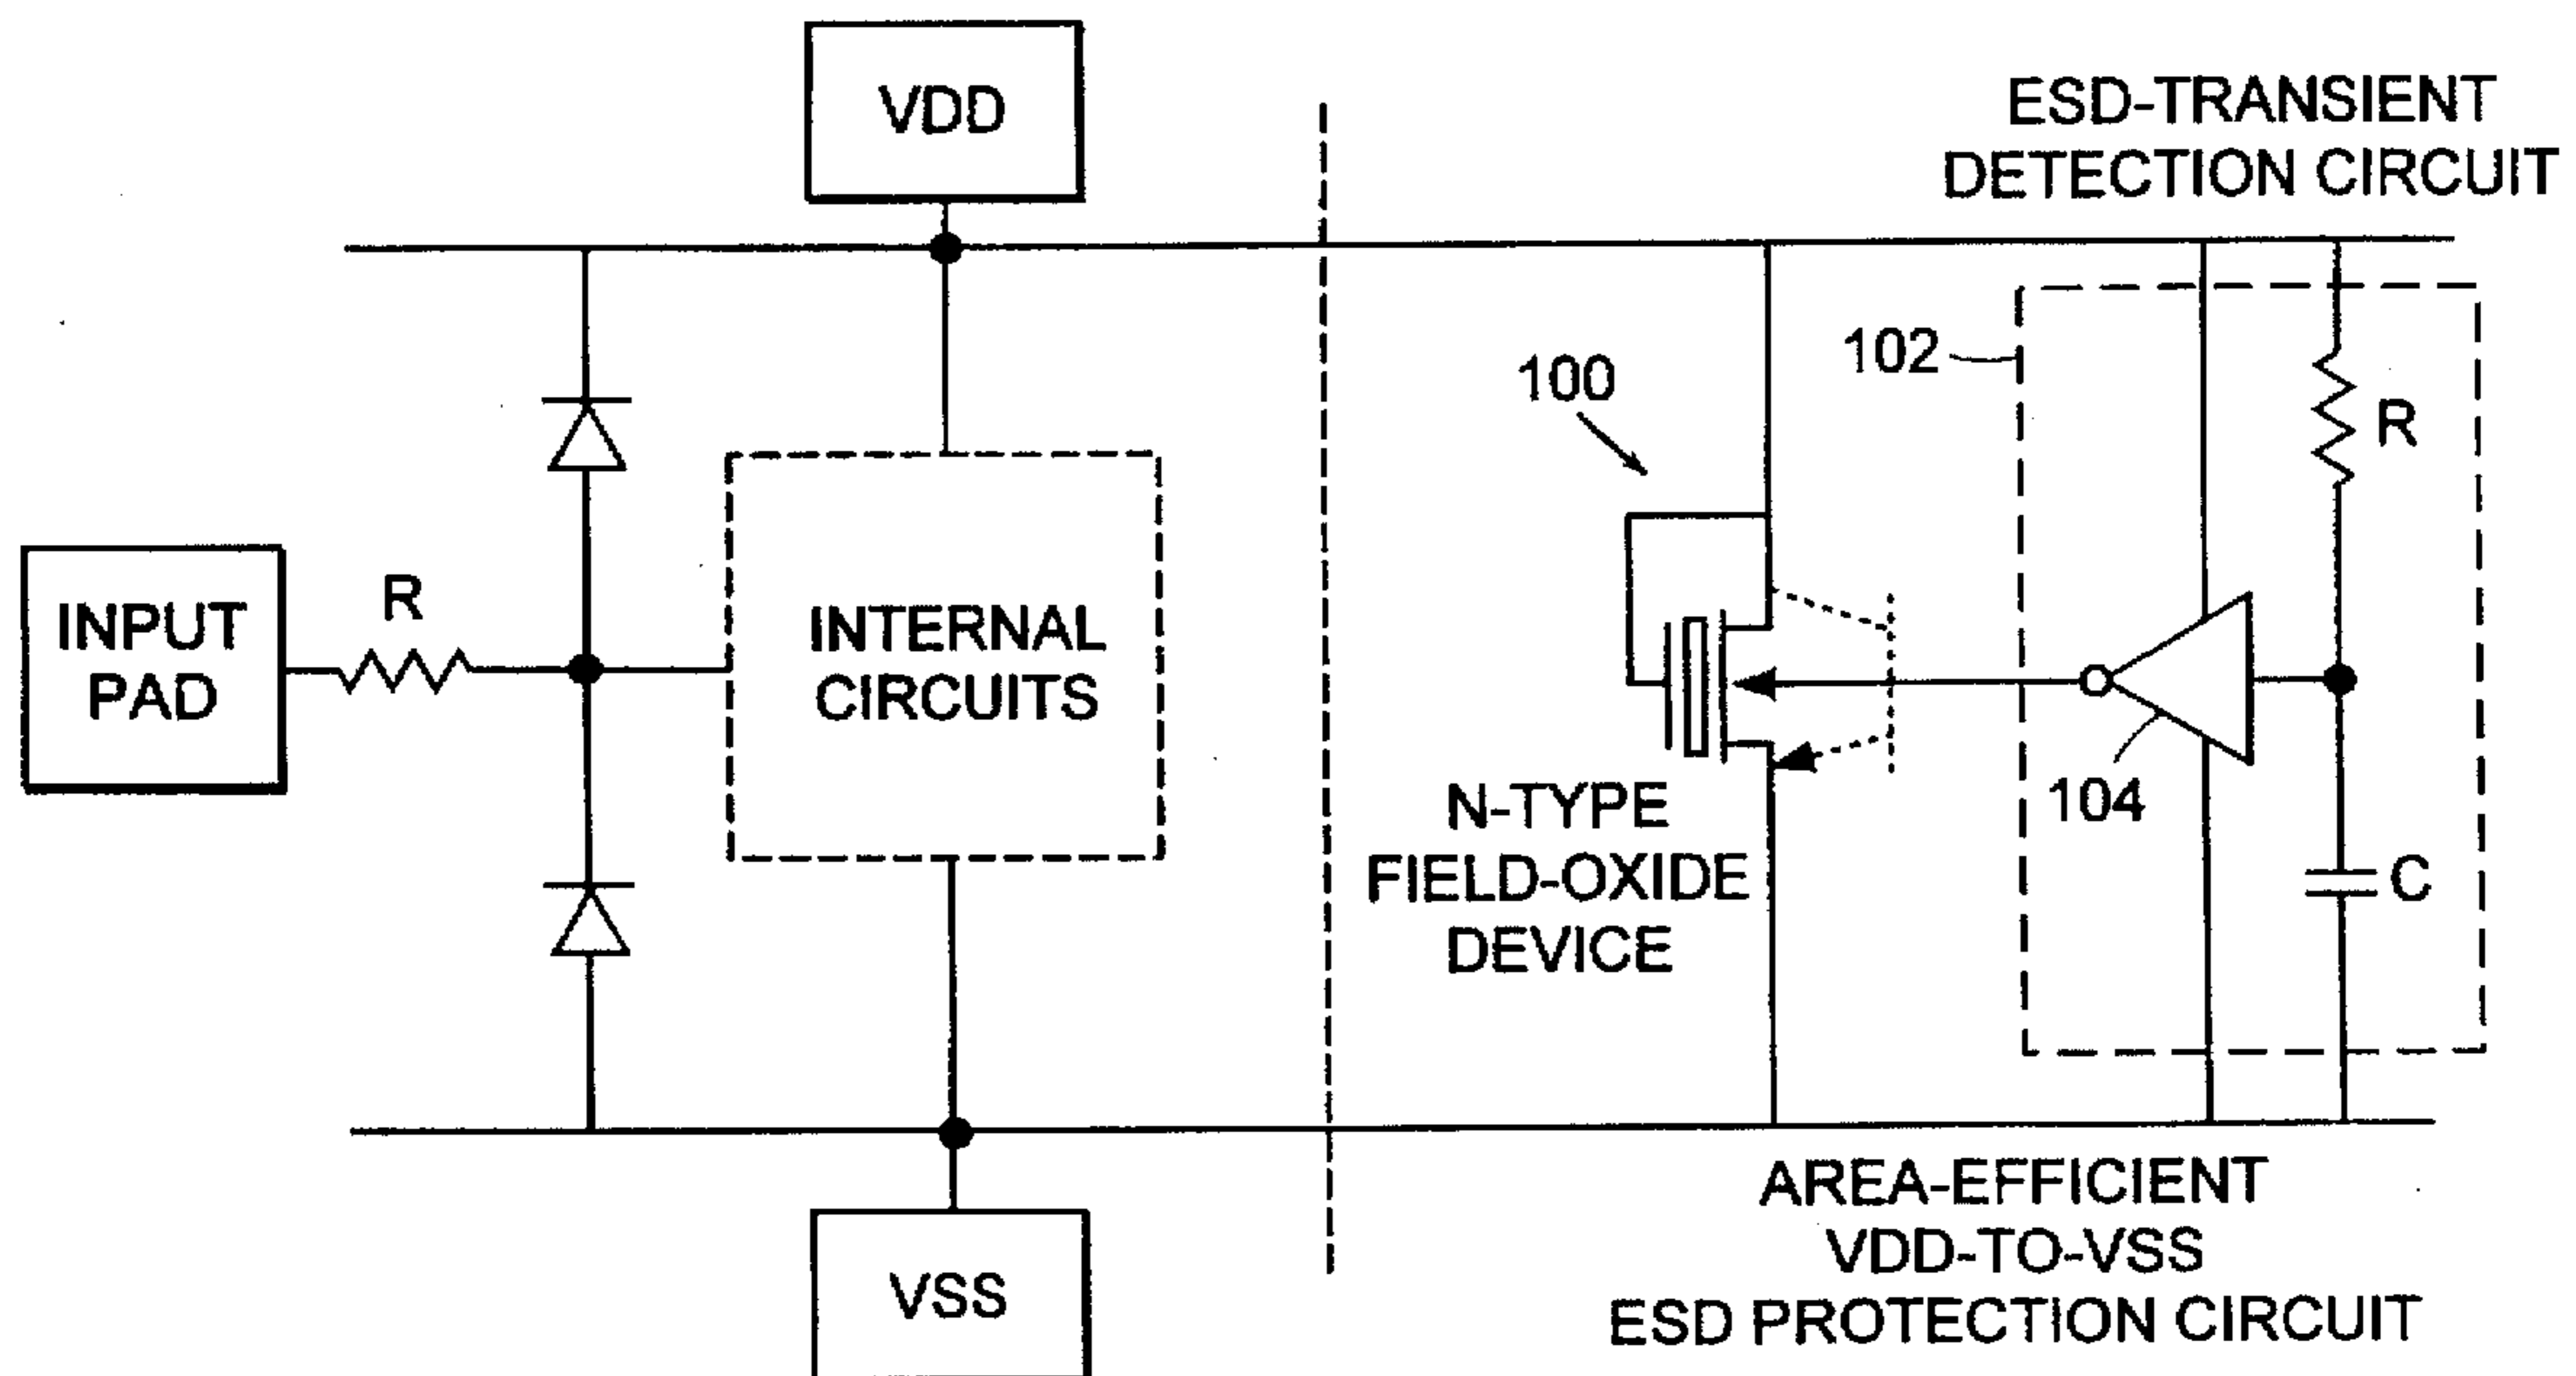 VDD
ESD-TRANSIENT
DETECTION CIRCUIT
102
100
R
INPUT
PAD
R
INTERNAL
CIRCUITS
N-TYPE
FIELD-OXIDE
DEVICE
104
C
AREA-EFFICIENT
VDD-TO-VSS
ESD PROTECTION CIRCUIT
VSS